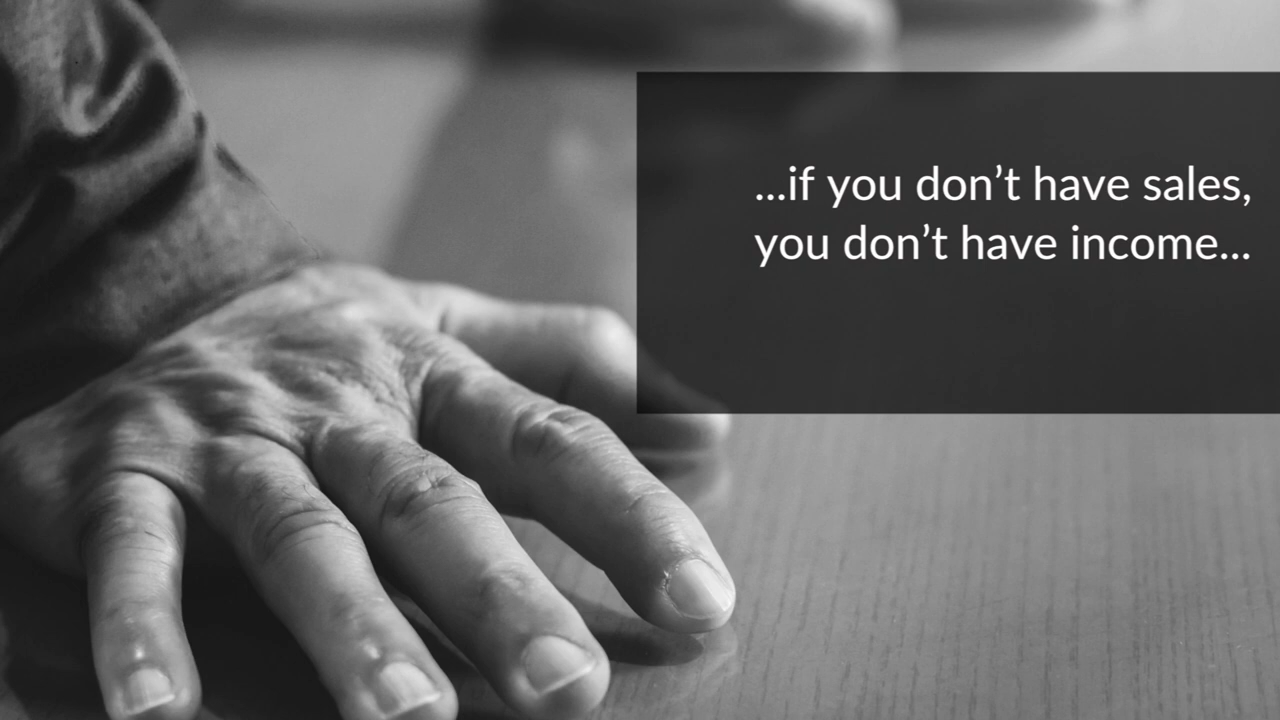 ...if you don’t have sales,
you don’t have income...